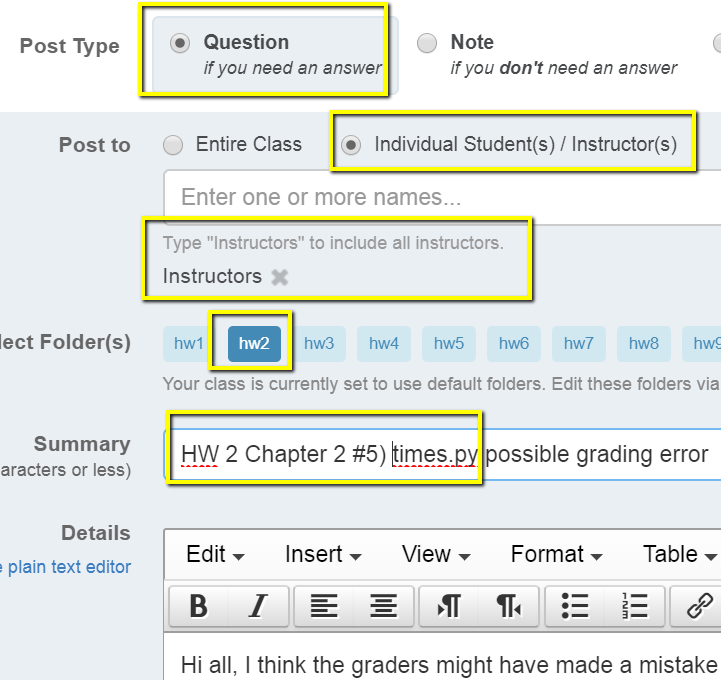 Post Type
Question
if you need an answer
Note
if you don't need an answer
Post to
Entire Class
Individual Student(s) / Instructor(s)
Enter one or more names...
Type "Instructors" to include all instructors.
Instructors
lect Folder(s)
hw1 hw2 hw3 hw4 hw5 hw6 hw7 hw8 hw9
Your class is currently set to use default folders. Edit these folders via
Summary
aracters or less)
HW 2 Chapter 2 #5) times.py possible grading error
Details
e plain text editor
Edit Insert View Format Table
B I
Hi all, I think the graders might have made a mistake